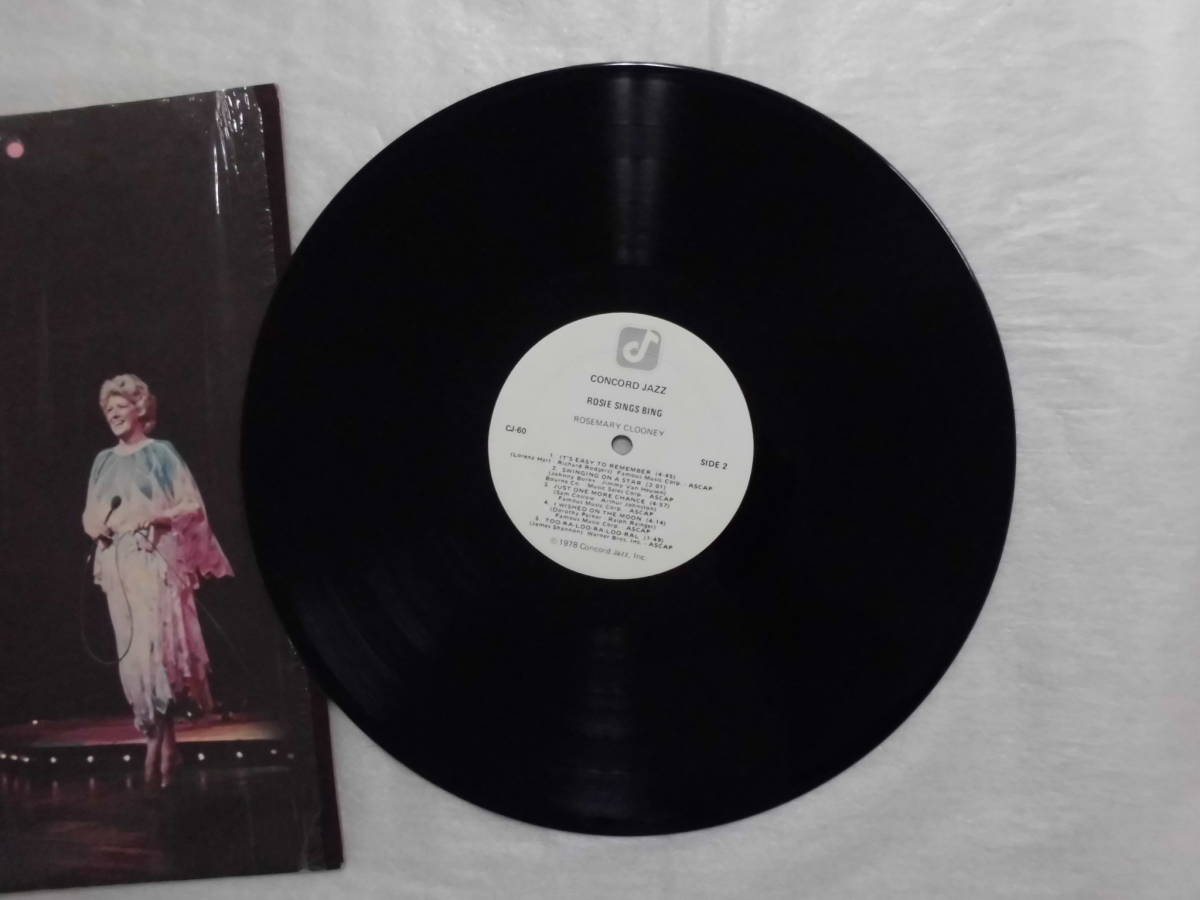 CONCORD JAZZ
ROSIE SINGS BING
ROSEMARY CLOONEY
CJ-60
SIDE 2
1. IT'S EASY TO REMEMBER (4:45)
(Lorenz Hart Richard Rodgers) Famous Music Corp. ASCAP
2. SWINGING ON A STAR (3:01)
(Johnny Burke Jimmy Van Heusen)
Bourne Co. Music Sales Corp. ASCAP
3. JUST ONE MORE CHANCE (4:57)
(Sam Coslow Arthur Johnston)
Famous Music Corp. ASCAP
4. I WISHED ON THE MOON (4:14)
(Dorothy Parker Ralph Rainger)
Famous Music Corp. ASCAP
5. TOO-RA-LOO-RA-LOO-RAL (1:49)
(James Shannon) Warner Bros. Inc. - ASCAP
© 1978 Concord Jazz, Inc.